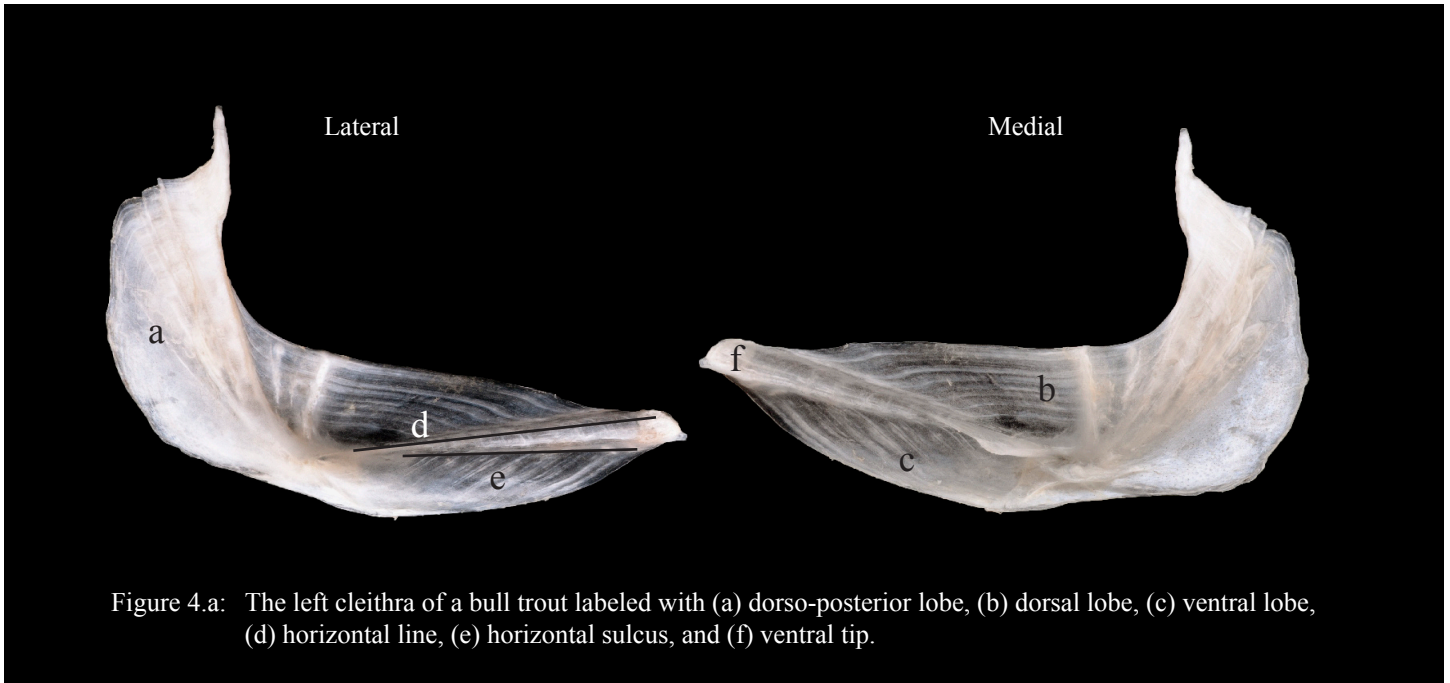 Lateral
Medial
a
d
e
f
b
c
Figure 4.a: The left cleithra of a bull trout labeled with (a) dorso-posterior lobe, (b) dorsal lobe, (c) ventral lobe,
(d) horizontal line, (e) horizontal sulcus, and (f) ventral tip.